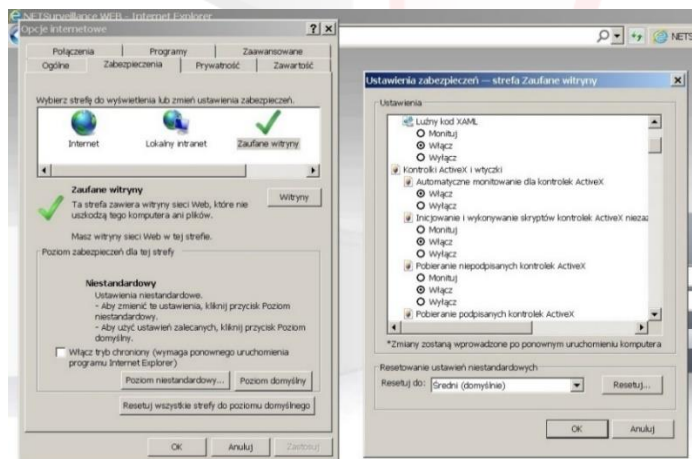 NETSurveillance WEB - Internet Explorer
Opcje internetowe
Połączenia
Programy
Zaawansowane
Ogólne
Zabezpieczenia
Prywatność
Zawartość
Wybierz strefę do wyświetlenia lub zmień ustawienia zabezpieczeń.
Internet
Lokalny intranet
Zaufane witryny
Zaufane witryny
Ta strefa zawiera witryny sieci Web, które nie
uszkodzą tego komputera ani plików.
Witryny
Masz witryny sieci Web w tej strefie.
Poziom zabezpieczeń dla tej strefy
Niestandardowy
Ustawienia niestandardowe.
- Aby zmienić te ustawienia, kliknij przycisk Poziom
niestandardowy.
- Aby użyć ustawień zalecanych, kliknij przycisk Poziom
domyślny.
Włącz tryb chroniony (wymaga ponownego uruchomienia
programu Internet Explorer)
Poziom niestandardowy...
Poziom domyślny
Resetuj wszystkie strefy do poziomu domyślnego
OK
Anuluj
Zastosuj
NETS
Ustawienia zabezpieczeń — strefa Zaufane witryny
Ustawienia
Luźny kod XAML
Monituj
Włącz
Wyłącz
Kontrolki ActiveX i wtyczki
Automatyczne monitowanie dla kontrolek ActiveX
Włącz
Wyłącz
Inicjowanie i wykonywanie skryptów kontrolek ActiveX niezaz
Monituj
Włącz
Wyłącz
Pobieranie niepodpisanych kontrolek ActiveX
Monituj
Włącz
Wyłącz
Pobieranie podpisanych kontrolek ActiveX
*Zmiany zostaną wprowadzone po ponownym uruchomieniu komputera
Resetowanie ustawień niestandardowych
Resetuj do:
Średni (domyślnie)
Resetuj...
OK
Anuluj